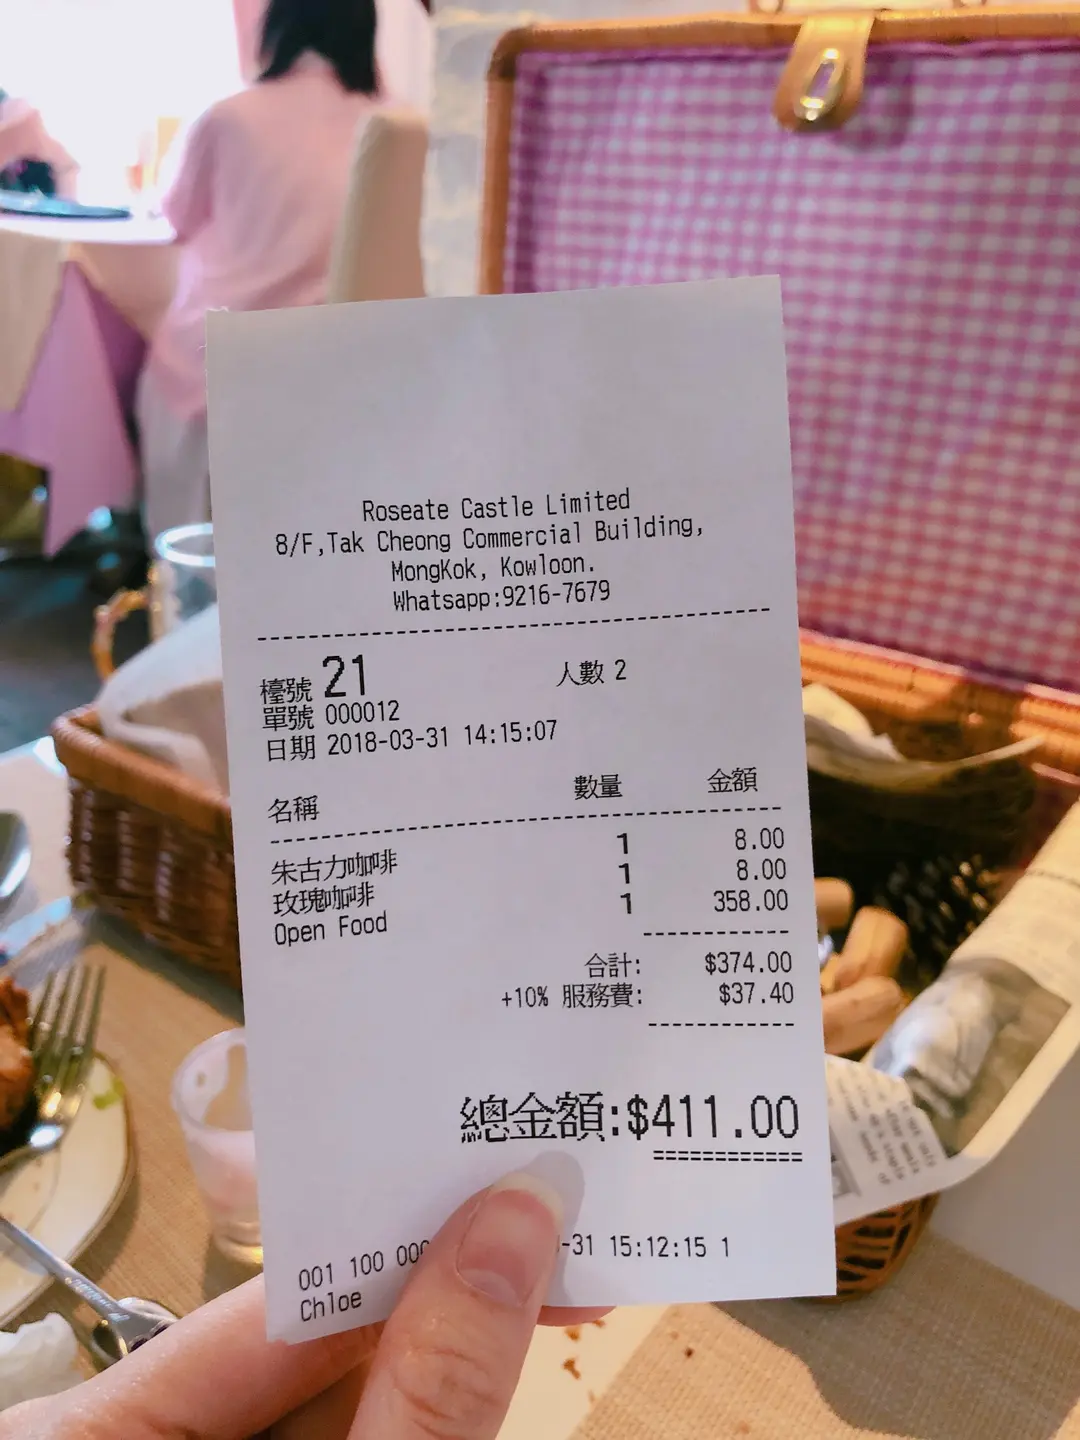 Roseate Castle Limited
8/F,Tak Cheong Commercial Building,
MongKok, Kowloon.
Whatsapp:9216-7679
檯號 21 人數 2
單號 000012
日期 2018-03-31 14:15:07
名稱 數量 金額
朱古力咖啡 1 8.00
玫瑰咖啡 1 8.00
Open Food 1 358.00
合計: $374.00
+10% 服務費: $37.40
總金額:$411.00
============
001 100 000 -31 15:12:15 1
Chloe